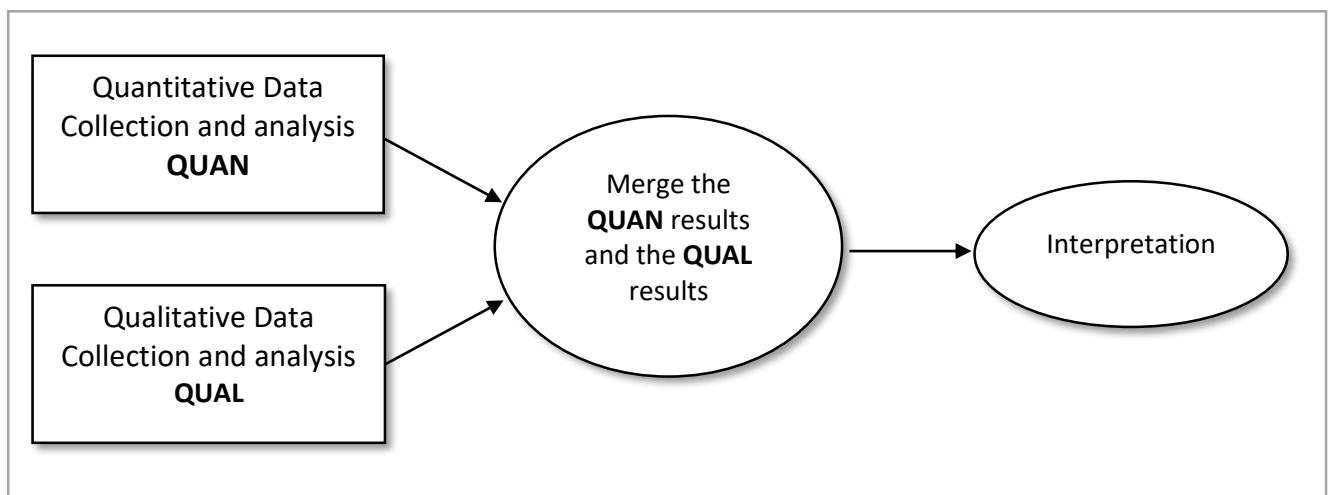 Quantitative Data
Collection and analysis
QUAN
Qualitative Data
Collection and analysis
QUAL
Merge the
QUAN results
and the QUAL
results
Interpretation